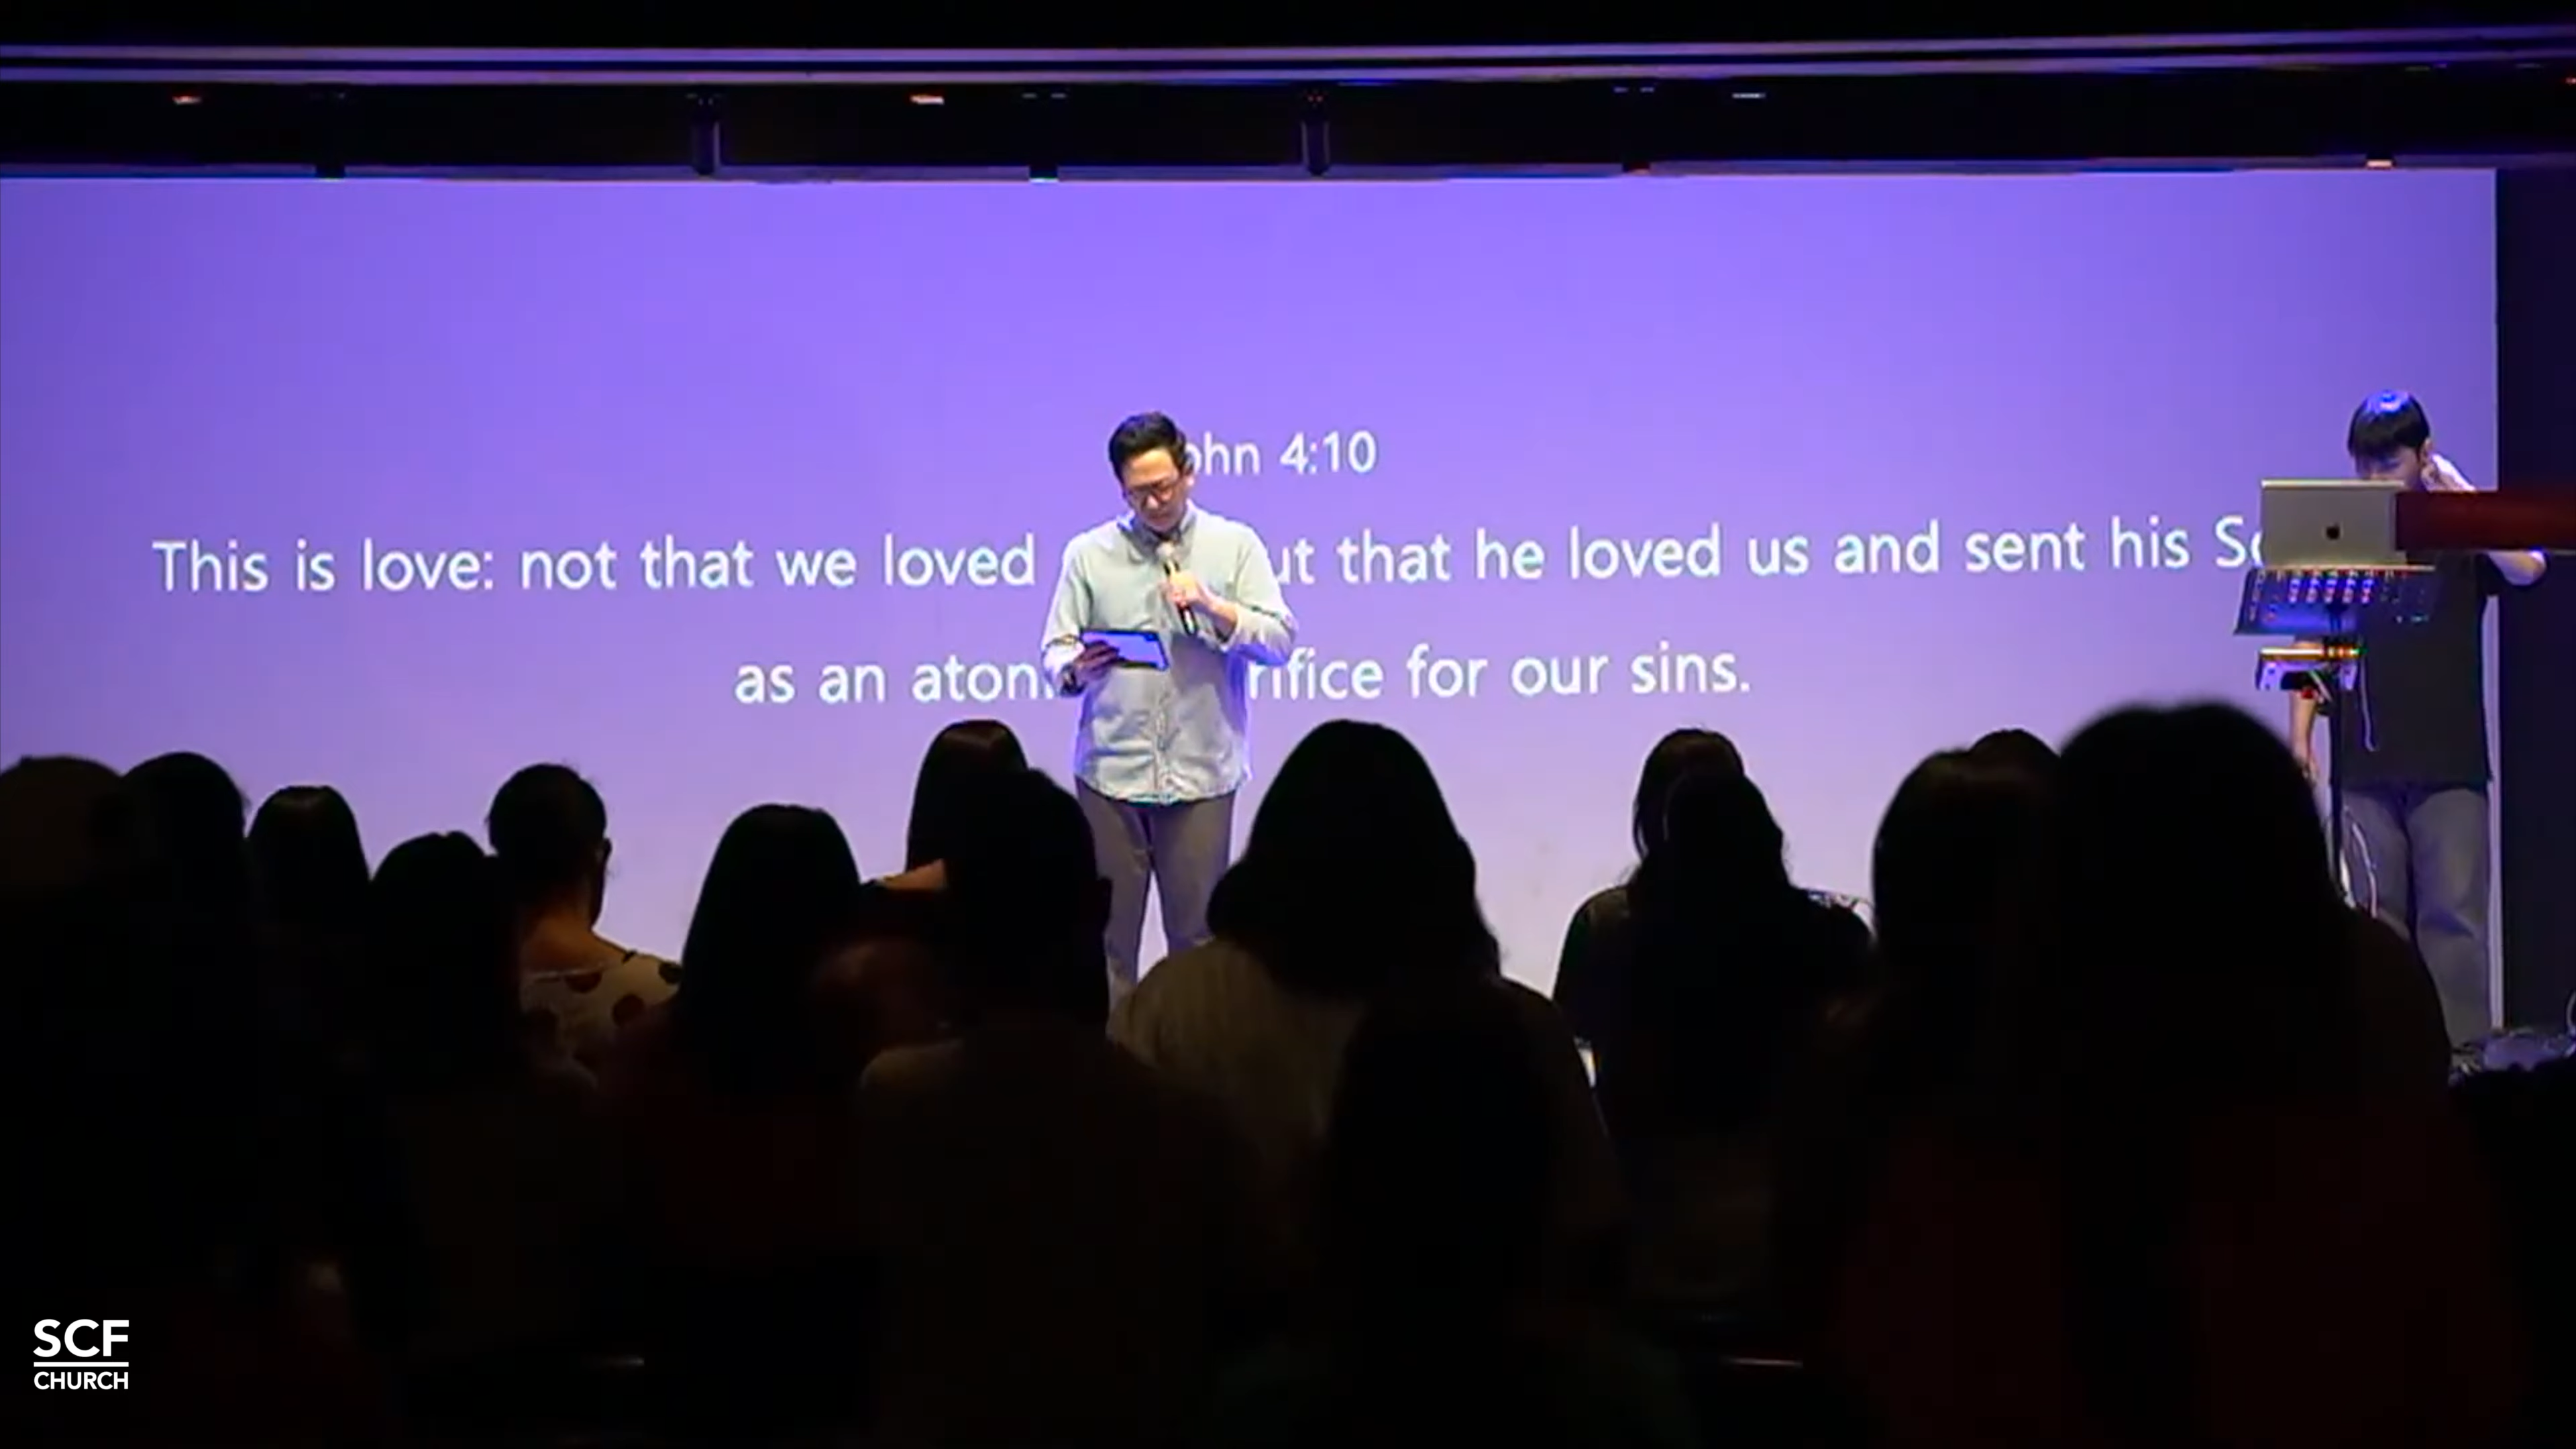 ohn 4:10
This is love: not that we loved ut that he loved us and sent his So
as an aton rifice for our sins.
SCF
CHURCH